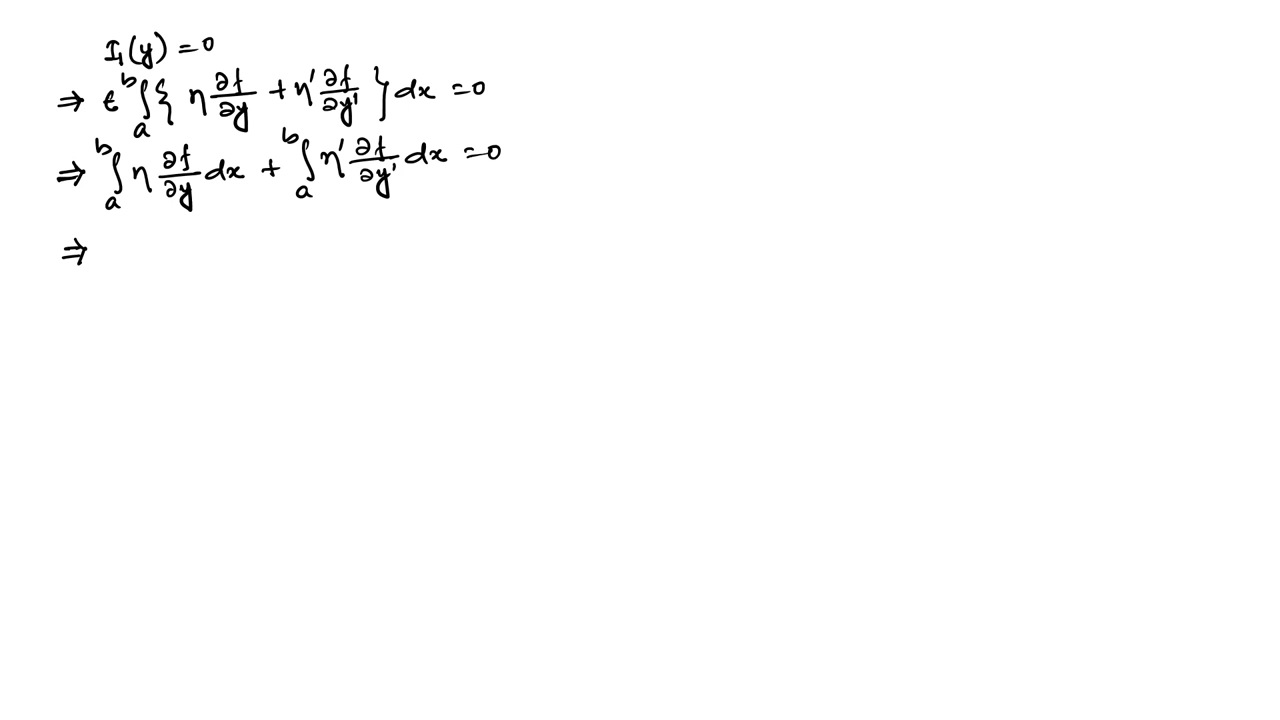 I₁(y) = 0
⇒ ϵ ∫ₐᵇ { η ∂f/∂y + η' ∂f/∂y' } dx = 0
⇒ ∫ₐᵇ η ∂f/∂y dx + ∫ₐᵇ η' ∂f/∂y' dx = 0
⇒